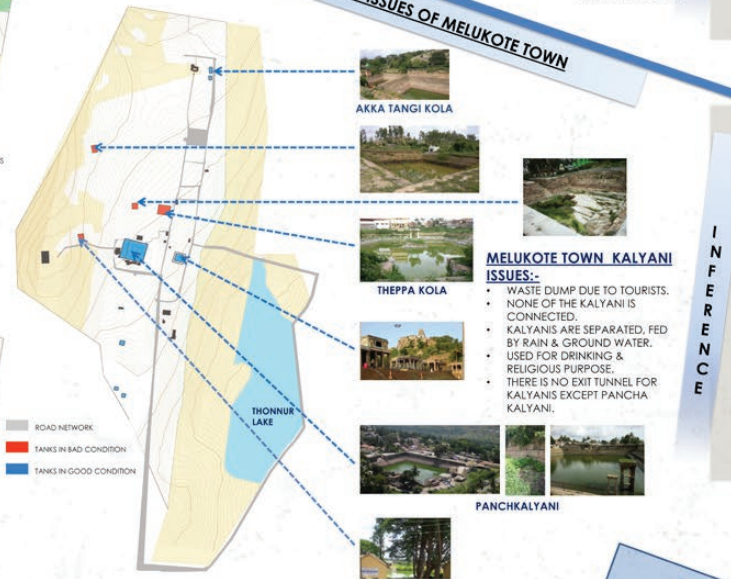 ISSUES OF MELUKOTE TOWN
AKKA TANGI KOLA
THEPPA KOLA
MELUKOTE TOWN KALYANI
ISSUES:-
• WASTE DUMP DUE TO TOURISTS.
• NONE OF THE KALYANI IS
CONNECTED.
• KALYANIS ARE SEPARATED, FED
BY RAIN & GROUND WATER.
• USED FOR DRINKING &
RELIGIOUS PURPOSE.
• THERE IS NO EXIT TUNNEL FOR
KALYANIS EXCEPT PANCHA
KALYANI.
INFERENCE
THONNUR
LAKE
ROAD NETWORK
TANKS IN BAD CONDITION
TANKS IN GOOD CONDITION
PANCHKALYANI